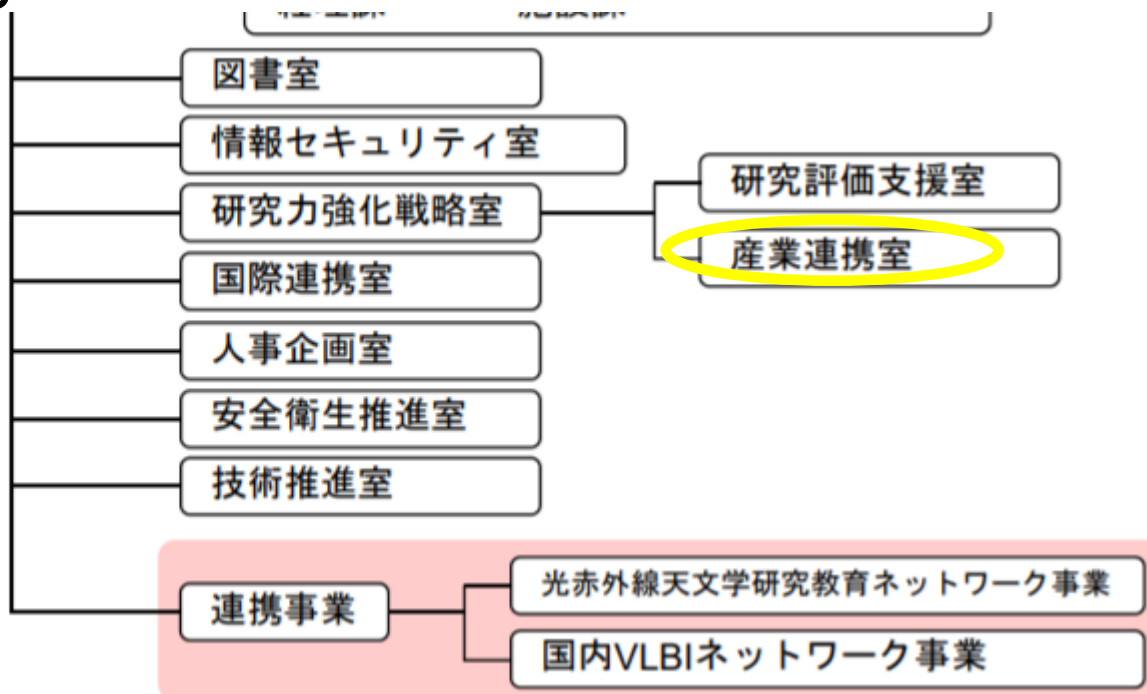 図書室
情報セキュリティ室
研究力強化戦略室
研究評価支援室
産業連携室
国際連携室
人事企画室
安全衛生推進室
技術推進室
連携事業
光赤外線天文学研究教育ネットワーク事業
国内VLBIネットワーク事業